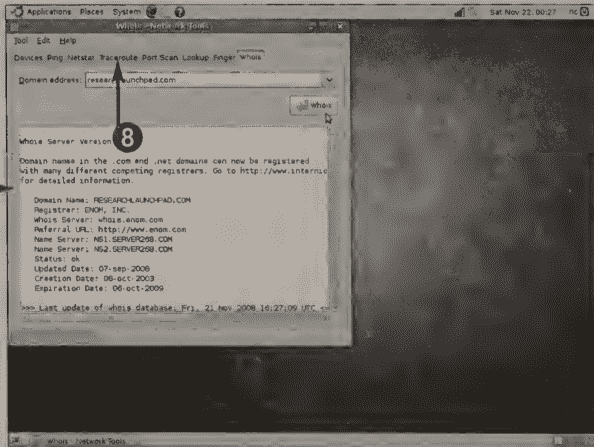 Applications Places System
Sat Nov 22, 00:27
Whois - Network Tools
Tool Edit Help
Devices Ping Netstat Traceroute Port Scan Lookup Finger Whois
Domain address: researchlaunchpad.com
Whois
8
Whois Server Version
Domain names in the .com and .net domains can now be registered
with many different competing registrars. Go to http://www.internic
for detailed information.
Domain Name: RESEARCHLAUNCHPAD.COM
Registrar: ENOM, INC.
Whois Server: whois.enom.com
Referral URL: http://www.enom.com
Name Server: NS1.SERVER268.COM
Name Server: NS2.SERVER268.COM
Status: ok
Updated Date: 07-sep-2008
Creation Date: 06-oct-2003
Expiration Date: 06-oct-2009
>>> Last update of whois database: Fri, 21 Nov 2008 16:27:09 UTC <
Whois - Network Tools